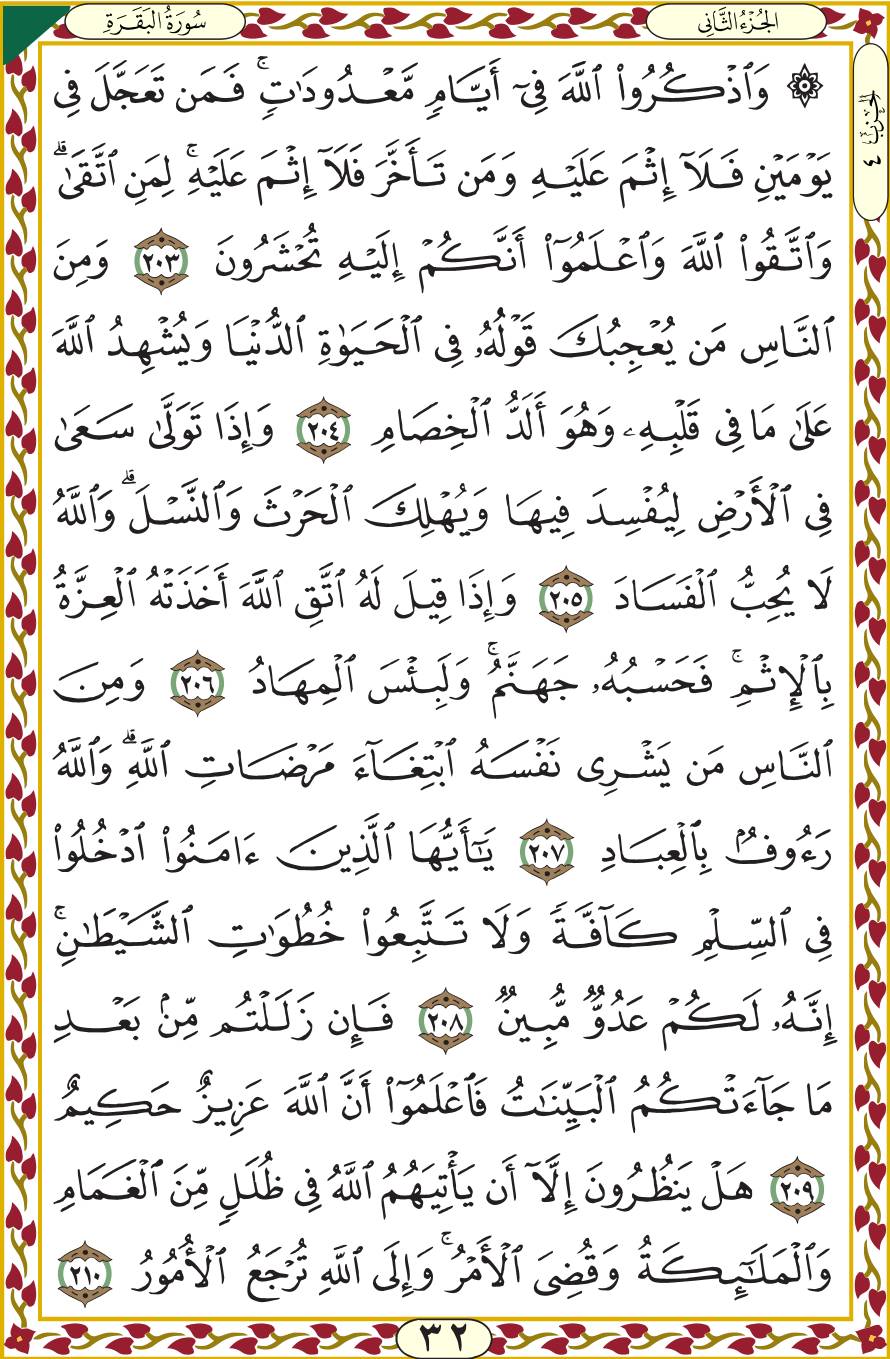 سُورَةُ البَقَرَةِ
الجُزْءُ الثَّانِي
الحِزْبُ ٤
۞ وَٱذْكُرُوا۟ ٱللَّهَ فِىٓ أَيَّامٍ مَّعْدُودَٰتٍ ۚ فَمَن تَعَجَّلَ فِى
يَوْمَيْنِ فَلَآ إِثْمَ عَلَيْهِ وَمَن تَأَخَّرَ فَلَآ إِثْمَ عَلَيْهِ ۚ لِمَنِ ٱتَّقَىٰ ۗ
وَٱتَّقُوا۟ ٱللَّهَ وَٱعْلَمُوٓا۟ أَنَّكُمْ إِلَيْهِ تُحْشَرُونَ ٢٠٣ وَمِنَ
ٱلنَّاسِ مَن يُعْجِبُكَ قَوْلُهُۥ فِى ٱلْحَيَوٰةِ ٱلدُّنْيَا وَيُشْهِدُ ٱللَّهَ
عَلَىٰ مَا فِى قَلْبِهِۦ وَهُوَ أَلَدُّ ٱلْخِصَامِ ٢٠٤ وَإِذَا تَوَلَّىٰ سَعَىٰ
فِى ٱلْأَرْضِ لِيُفْسِدَ فِيهَا وَيُهْلِكَ ٱلْحَرْثَ وَٱلنَّسْلَ ۗ وَٱللَّهُ
لَا يُحِبُّ ٱلْفَسَادَ ٢٠٥ وَإِذَا قِيلَ لَهُ ٱتَّقِ ٱللَّهَ أَخَذَتْهُ ٱلْعِزَّةُ
بِٱلْإِثْمِ ۚ فَحَسْبُهُۥ جَهَنَّمُ ۚ وَلَبِئْسَ ٱلْمِهَادُ ٢٠٦ وَمِنَ
ٱلنَّاسِ مَن يَشْرِى نَفْسَهُ ٱبْتِغَآءَ مَرْضَاتِ ٱللَّهِ ۗ وَٱللَّهُ
رَءُوفٌۢ بِٱلْعِبَادِ ٢٠٧ يَٰٓأَيُّهَا ٱلَّذِينَ ءَامَنُوا۟ ٱدْخُلُوا۟
فِى ٱلسِّلْمِ كَآفَّةً وَلَا تَتَّبِعُوا۟ خُطُوَٰتِ ٱلشَّيْطَٰنِ ۚ
إِنَّهُۥ لَكُمْ عَدُوٌّ مُّبِينٌ ٢٠٨ فَإِن زَلَلْتُم مِّنۢ بَعْدِ
مَا جَآءَتْكُمُ ٱلْبَيِّنَٰتُ فَٱعْلَمُوٓا۟ أَنَّ ٱللَّهَ عَزِيزٌ حَكِيمٌ
٢٠٩ هَلْ يَنظُرُونَ إِلَّآ أَن يَأْتِيَهُمُ ٱللَّهُ فِى ظُلَلٍ مِّنَ ٱلْغَمَامِ
وَٱلْمَلَٰٓئِكَةُ وَقُضِىَ ٱلْأَمْرُ ۚ وَإِلَى ٱللَّهِ تُرْجَعُ ٱلْأُمُورُ ٢١٠
٣٢